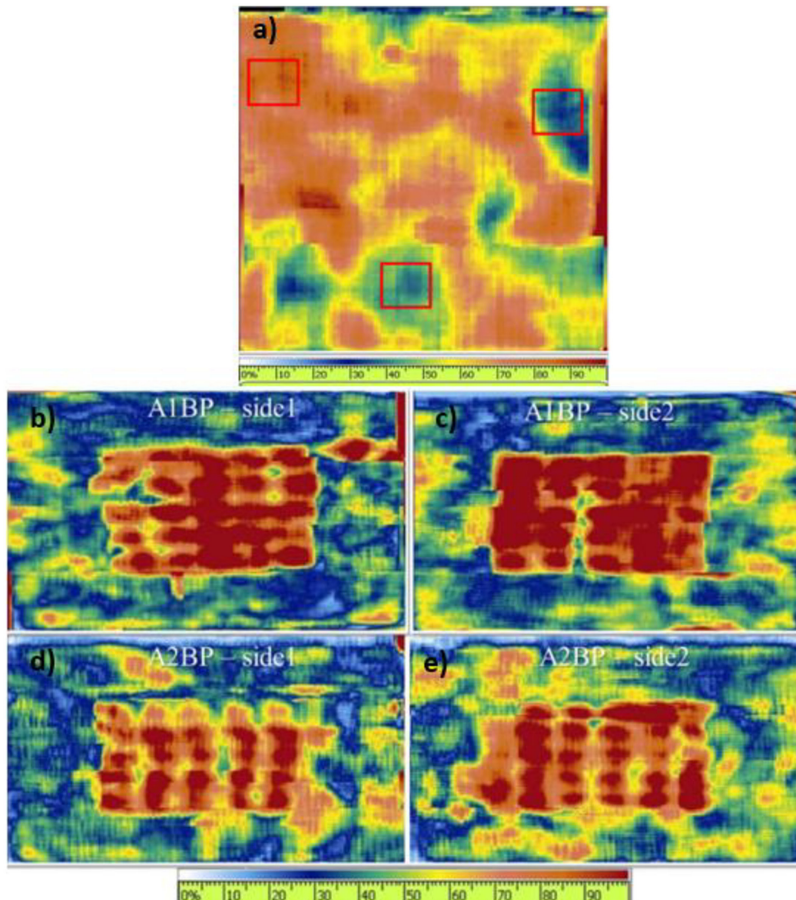 a)
0% 10 20 30 40 50 60 70 80 90
b) A1BP – side1
c) A1BP – side2
d) A2BP – side1
e) A2BP – side2
0% 10 20 30 40 50 60 70 80 90